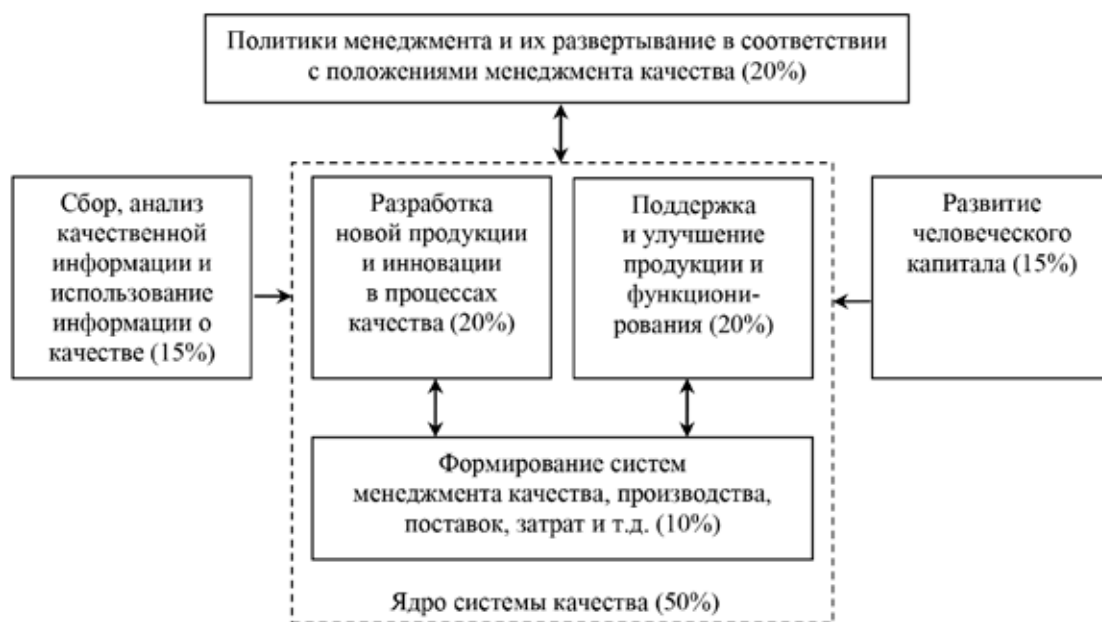 Политики менеджмента и их развертывание в соответствии
с положениями менеджмента качества (20%)
Сбор, анализ
качественной
информации и
использование
информации о
качестве (15%)
Разработка
новой продукции
и инновации
в процессах
качества (20%)
Поддержка
и улучшение
продукции и
функциони-
рования (20%)
Развитие
человеческого
капитала (15%)
Формирование систем
менеджмента качества, производства,
поставок, затрат и т.д. (10%)
Ядро системы качества (50%)